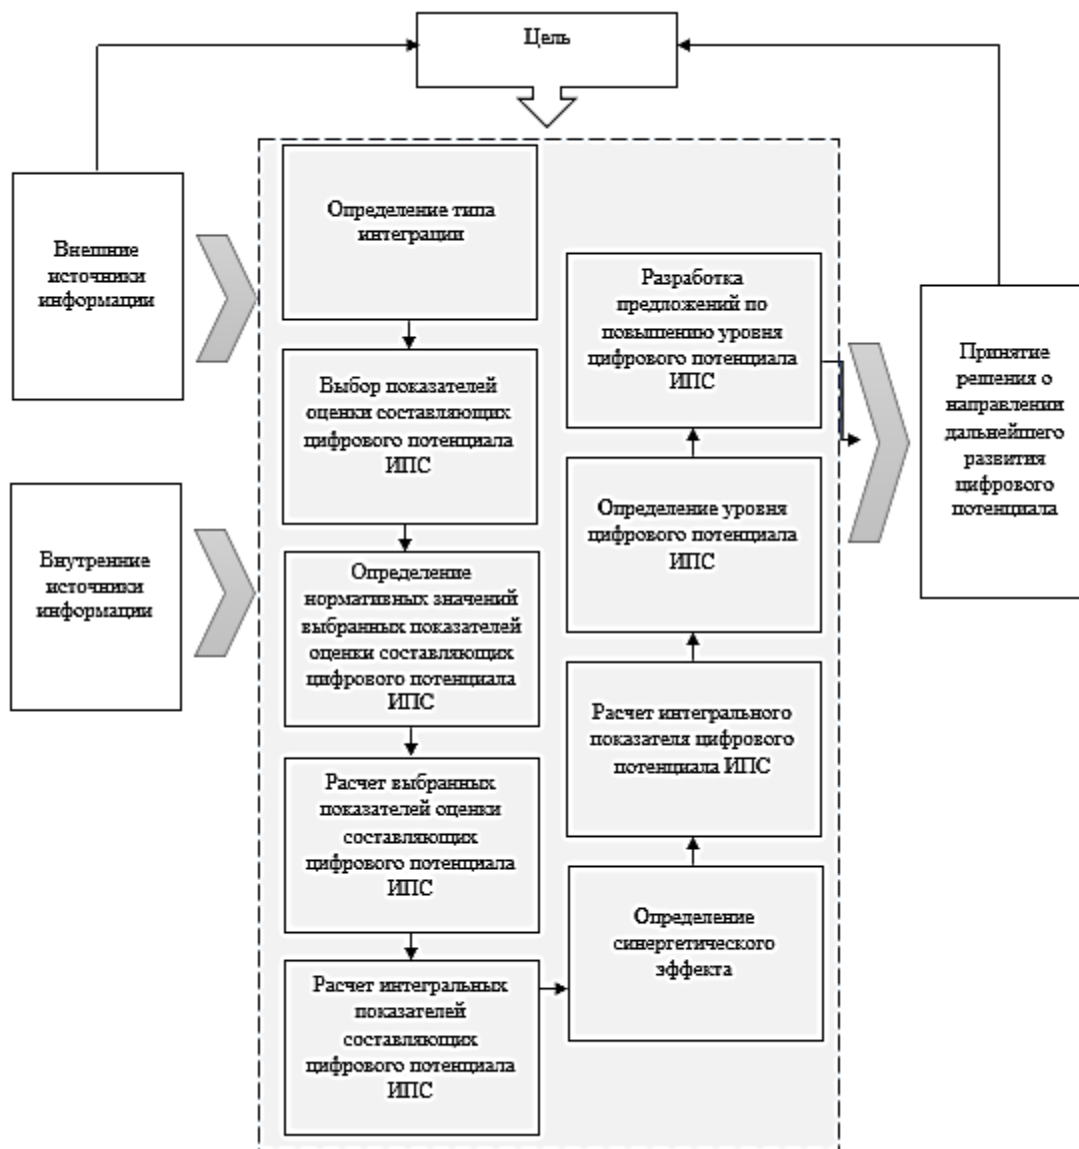 Цель
Внешние
источники
информации
Внутренние
источники
информации
Определение типа
интеграции
Выбор показателей
оценки составляющих
цифрового потенциала
ИПС
Определение
нормативных значений
выбранных показателей
оценки составляющих
цифрового потенциала
ИПС
Расчет выбранных
показателей оценки
составляющих
цифрового потенциала
ИПС
Расчет интегральных
показателей
составляющих
цифрового потенциала
ИПС
Определение
синергетического
эффекта
Расчет интегрального
показателя цифрового
потенциала ИПС
Определение уровня
цифрового потенциала
ИПС
Разработка
предложений по
повышению уровня
цифрового потенциала
ИПС
Принятие
решения о
направлении
дальнейшего
развития
цифрового
потенциала